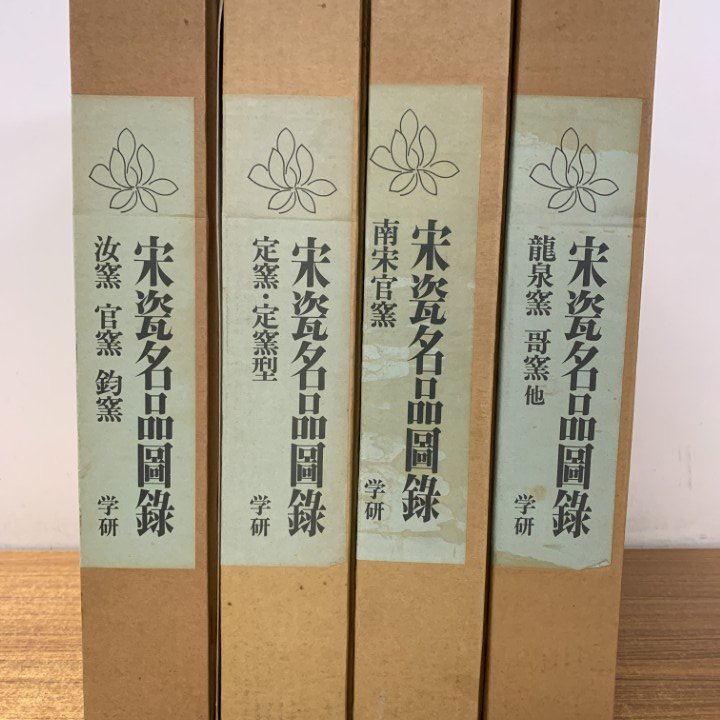 宋瓷名品圖錄
汝窯 官窯 鈞窯
学研
宋瓷名品圖錄
定窯・定窯型
学研
宋瓷名品圖錄
南宋官窯
学研
宋瓷名品圖錄
龍泉窯 哥窯他
学研